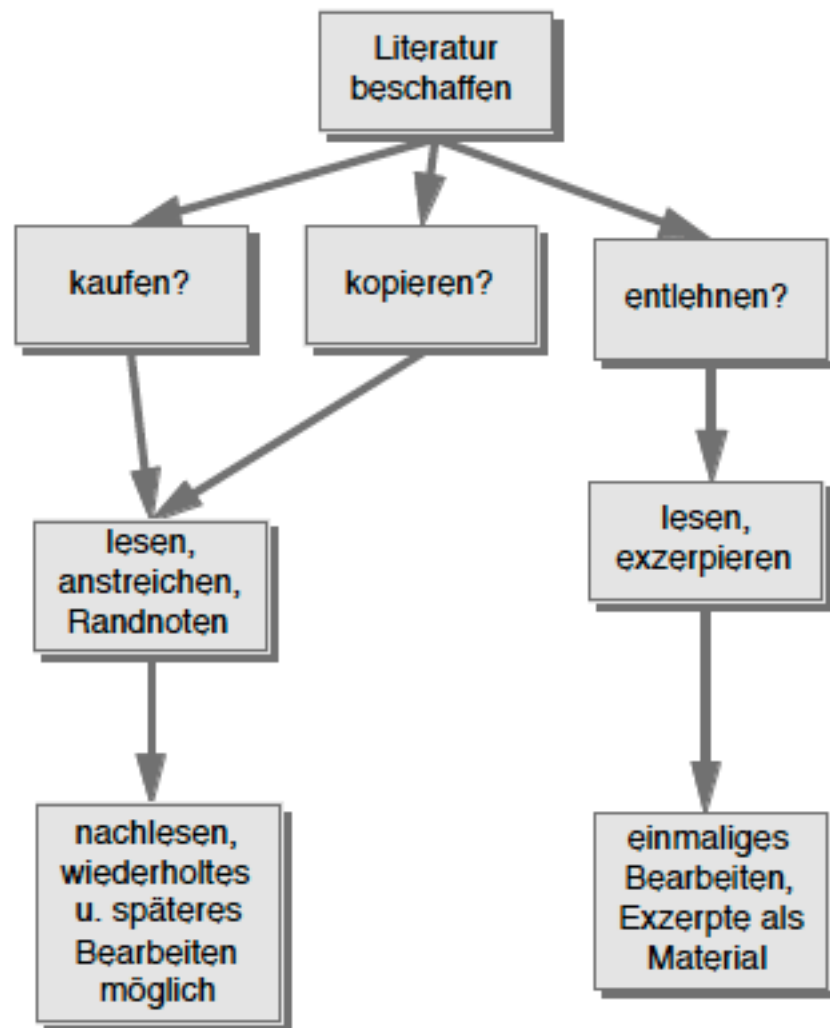 Literatur
beschaffen
kaufen?
kopieren?
entlehnen?
lesen,
anstreichen,
Randnoten
lesen,
exzerpieren
nachlesen,
wiederholtes
u. späteres
Bearbeiten
möglich
einmaliges
Bearbeiten,
Exzerpte als
Material